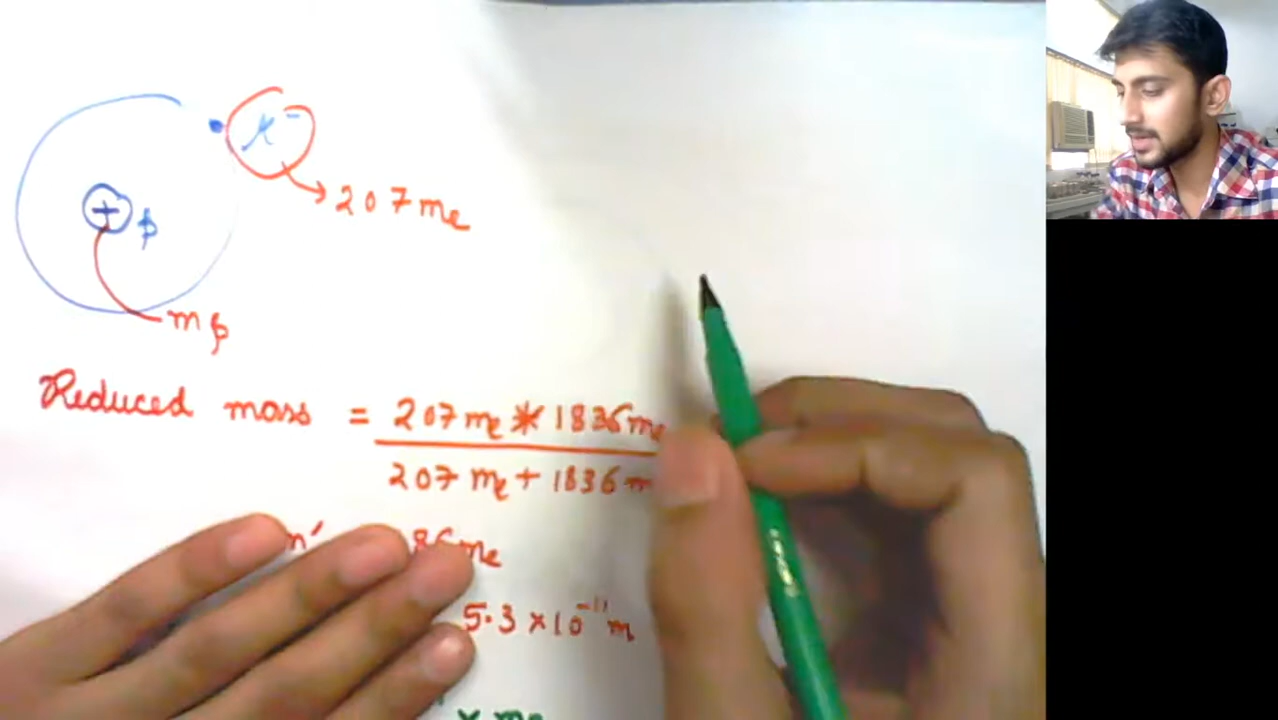 μ⁻
207 me
+ p
mp
Reduced mass = 207 me * 1836 me
207 me + 1836 m
m' 86 me
5.3 × 10⁻¹¹ m
× me